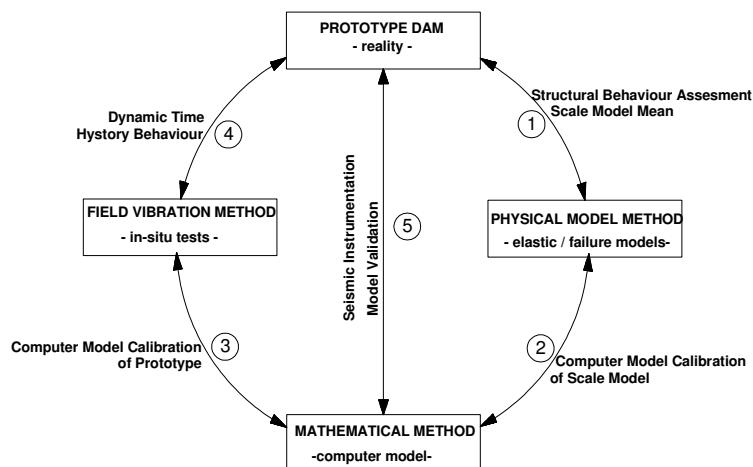 PROTOTYPE DAM
- reality -
Structural Behaviour Assesment
Scale Model Mean
1
Dynamic Time
Hystory Behaviour
4
FIELD VIBRATION METHOD
- in-situ tests -
Seismic Instrumentation
Model Validation
5
PHYSICAL MODEL METHOD
- elastic / failure models-
Computer Model Calibration
of Prototype
3
2
Computer Model Calibration
of Scale Model
MATHEMATICAL METHOD
-computer model-